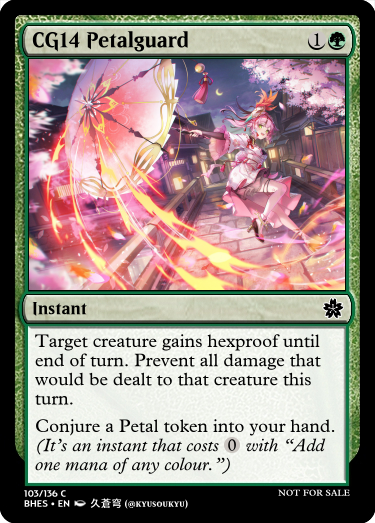 CG14 Petalguard 1
Instant
Target creature gains hexproof until
end of turn. Prevent all damage that
would be dealt to that creature this
turn.
Conjure a Petal token into your hand.
(It's an instant that costs 0 with “Add
one mana of any colour.”)
103/136 C NOT FOR SALE
BHES • EN 久蒼穹 (@KYUSOUKYU)